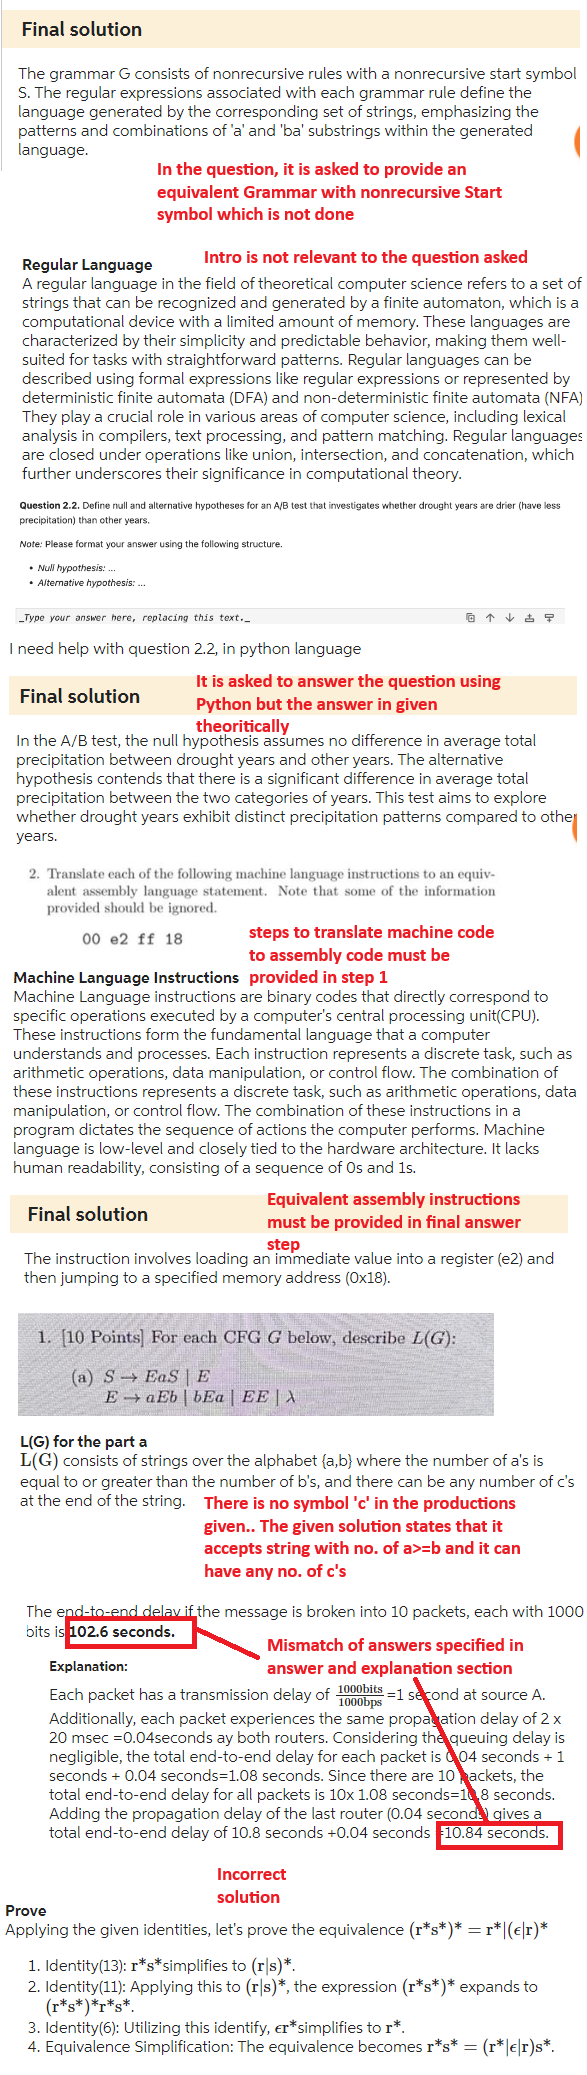 Final solution
The grammar G consists of nonrecursive rules with a nonrecursive start symbol
S. The regular expressions associated with each grammar rule define the
language generated by the corresponding set of strings, emphasizing the
patterns and combinations of 'a' and 'ba' substrings within the generated
language.
In the question, it is asked to provide an
equivalent Grammar with nonrecursive Start
symbol which is not done
Intro is not relevant to the question asked
Regular Language
A regular language in the field of theoretical computer science refers to a set of
strings that can be recognized and generated by a finite automaton, which is a
computational device with a limited amount of memory. These languages are
characterized by their simplicity and predictable behavior, making them well-
suited for tasks with straightforward patterns. Regular languages can be
described using formal expressions like regular expressions or represented by
deterministic finite automata (DFA) and non-deterministic finite automata (NFA)
They play a crucial role in various areas of computer science, including lexical
analysis in compilers, text processing, and pattern matching. Regular languages
are closed under operations like union, intersection, and concatenation, which
further underscores their significance in computational theory.
Question 2.2. Define null and alternative hypotheses for an A/B test that investigates whether drought years are drier (have less
precipitation) than other years.
Note: Please format your answer using the following structure.
• Null hypothesis: ...
• Alternative hypothesis: ...
_Type your answer here, replacing this text._
I need help with question 2.2, in python language
Final solution
It is asked to answer the question using
Python but the answer in given
theoritically
In the A/B test, the null hypothesis assumes no difference in average total
precipitation between drought years and other years. The alternative
hypothesis contends that there is a significant difference in average total
precipitation between the two categories of years. This test aims to explore
whether drought years exhibit distinct precipitation patterns compared to other
years.
2. Translate each of the following machine language instructions to an equiv-
alent assembly language statement. Note that some of the information
provided should be ignored.
00 e2 ff 18
steps to translate machine code
to assembly code must be
provided in step 1
Machine Language Instructions
Machine Language instructions are binary codes that directly correspond to
specific operations executed by a computer's central processing unit(CPU).
These instructions form the fundamental language that a computer
understands and processes. Each instruction represents a discrete task, such as
arithmetic operations, data manipulation, or control flow. The combination of
these instructions represents a discrete task, such as arithmetic operations, data
manipulation, or control flow. The combination of these instructions in a
program dictates the sequence of actions the computer performs. Machine
language is low-level and closely tied to the hardware architecture. It lacks
human readability, consisting of a sequence of 0s and 1s.
Final solution
Equivalent assembly instructions
must be provided in final answer
step
The instruction involves loading an immediate value into a register (e2) and
then jumping to a specified memory address (0x18).
1. [10 Points] For each CFG G below, describe L(G):
(a) S → EaS | E
E → aEb | bEa | EE | λ
L(G) for the part a
L(G) consists of strings over the alphabet {a,b} where the number of a's is
equal to or greater than the number of b's, and there can be any number of c's
at the end of the string.
There is no symbol 'c' in the productions
given.. The given solution states that it
accepts string with no. of a>=b and it can
have any no. of c's
The end-to-end delay if the message is broken into 10 packets, each with 1000
bits is 102.6 seconds.
Mismatch of answers specified in
answer and explanation section
Explanation:
Each packet has a transmission delay of 1000bits/1000bps =1 second at source A.
Additionally, each packet experiences the same propagation delay of 2 x
20 msec =0.04seconds ay both routers. Considering the queuing delay is
negligible, the total end-to-end delay for each packet is 0.04 seconds + 1
seconds + 0.04 seconds=1.08 seconds. Since there are 10 packets, the
total end-to-end delay for all packets is 10x 1.08 seconds=10.8 seconds.
Adding the propagation delay of the last router (0.04 seconds) gives a
total end-to-end delay of 10.8 seconds +0.04 seconds =10.84 seconds.
Incorrect
solution
Prove
Applying the given identities, let's prove the equivalence (r*s*)* = r*|(ϵ|r)*
1. Identity(13): r*s*simplifies to (r|s)*.
2. Identity(11): Applying this to (r|s)*, the expression (r*s*)* expands to
(r*s*)*r*s*.
3. Identity(6): Utilizing this identify, ϵr*simplifies to r*.
4. Equivalence Simplification: The equivalence becomes r*s* = (r*|ϵ|r)s*.